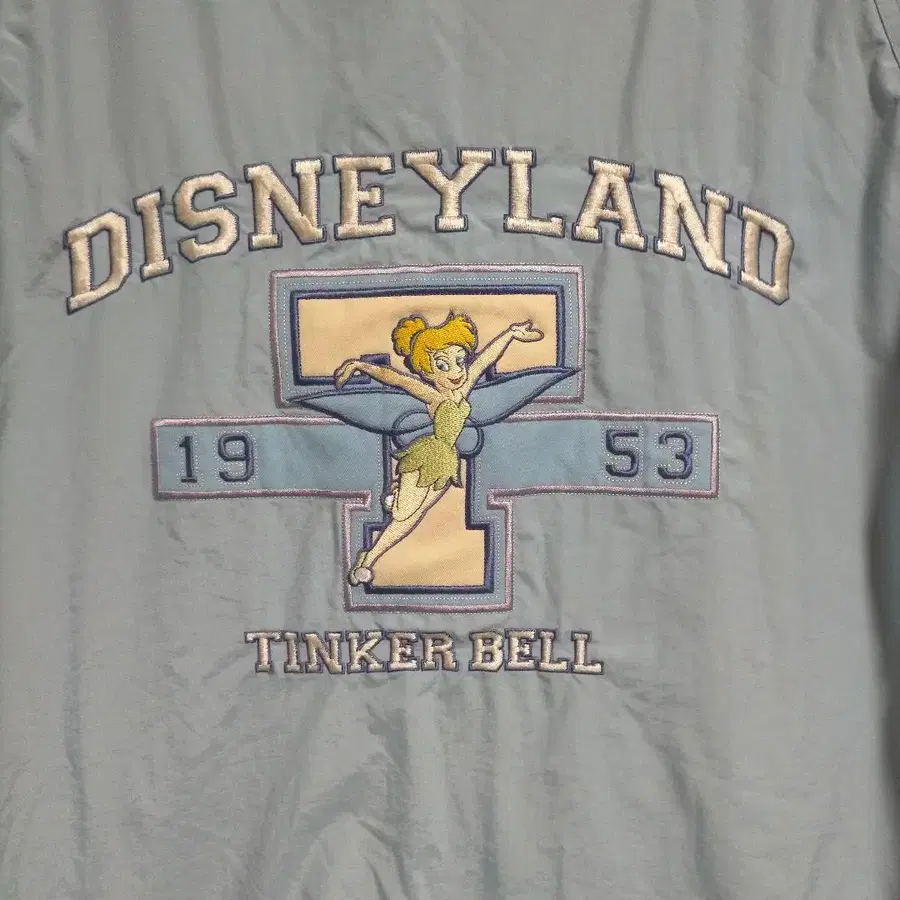 DISNEYLAND
T
19 53
TINKER BELL